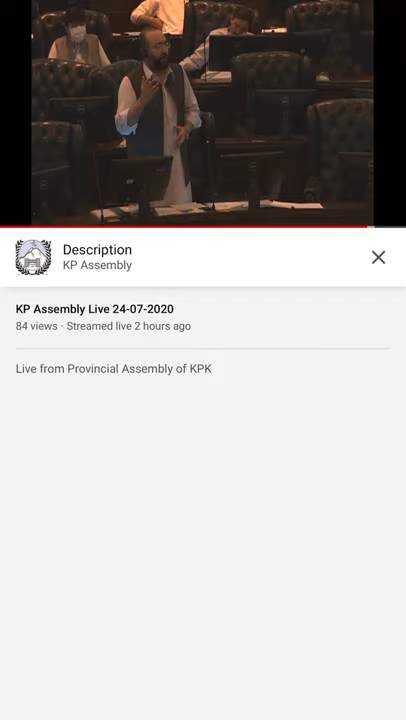 Description
KP Assembly
KP Assembly Live 24-07-2020
84 views · Streamed live 2 hours ago
Live from Provincial Assembly of KPK